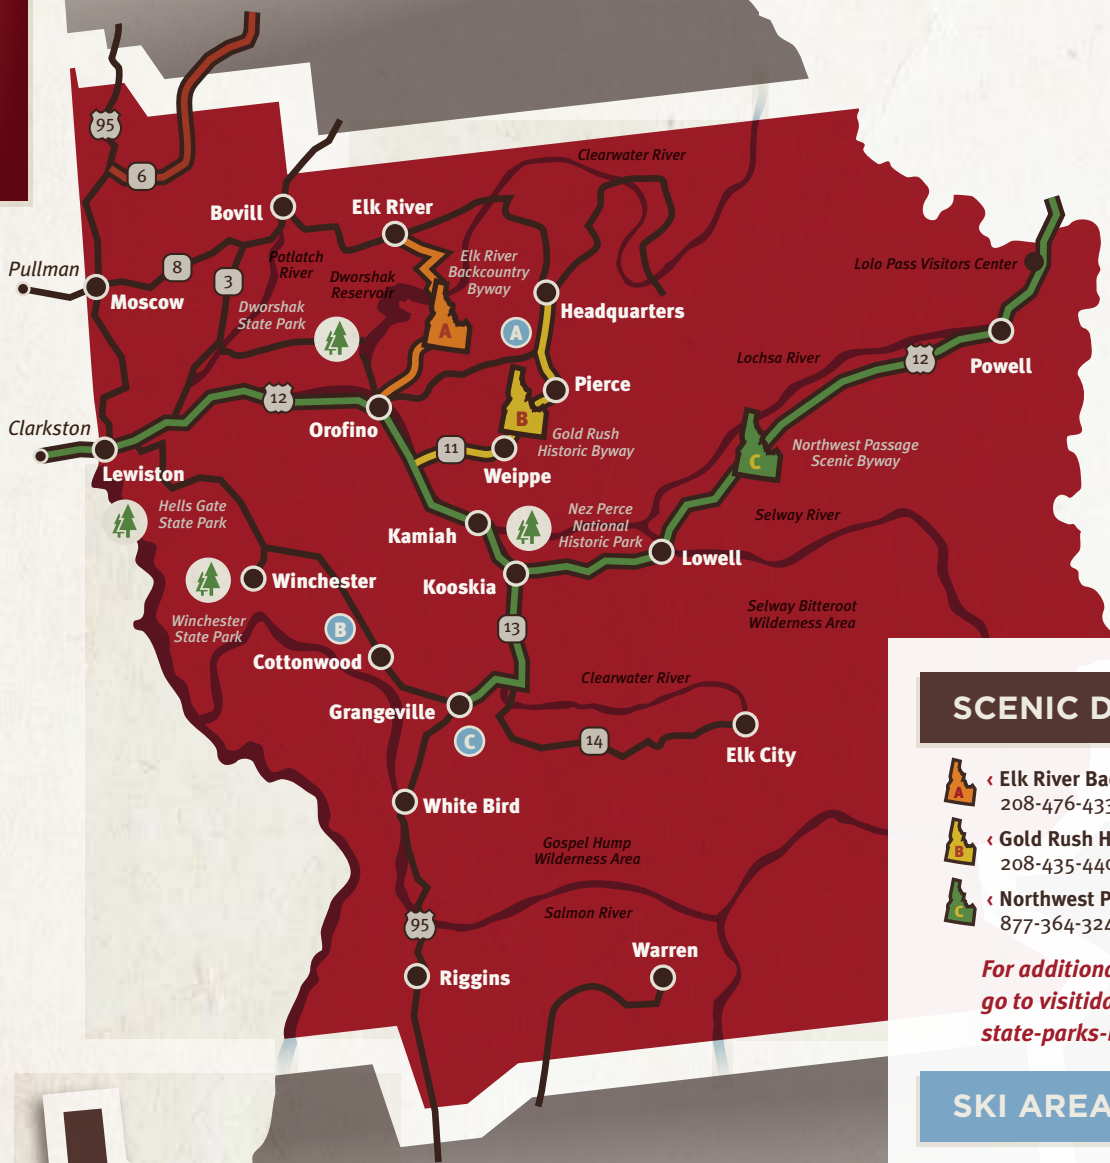 95
6
Clearwater River
Bovill
Elk River
8
3
Potlatch
River
Dworshak
Reservoir
Elk River
Backcountry
Byway
Lolo Pass Visitors Center
Pullman
Moscow
Dworshak
State Park
A
A
Headquarters
Lochsa River
12
Powell
12
Pierce
B
Orofino
Gold Rush
Historic Byway
Clarkston
11
Weippe
Northwest Passage
Scenic Byway
C
Lewiston
Hells Gate
State Park
Kamiah
Nez Perce
National
Historic Park
Selway River
Lowell
Winchester
Kooskia
Winchester
State Park
B
13
Selway Bitteroot
Wilderness Area
Cottonwood
Clearwater River
Grangeville
C
14
Elk City
White Bird
Gospel Hump
Wilderness Area
95
Salmon River
Warren
Riggins
SCENIC D
A
‹ Elk River Ba
208-476-433
B
‹ Gold Rush H
208-435-440
C
‹ Northwest P
877-364-324
For additiona
go to visitida
state-parks-
SKI AREA